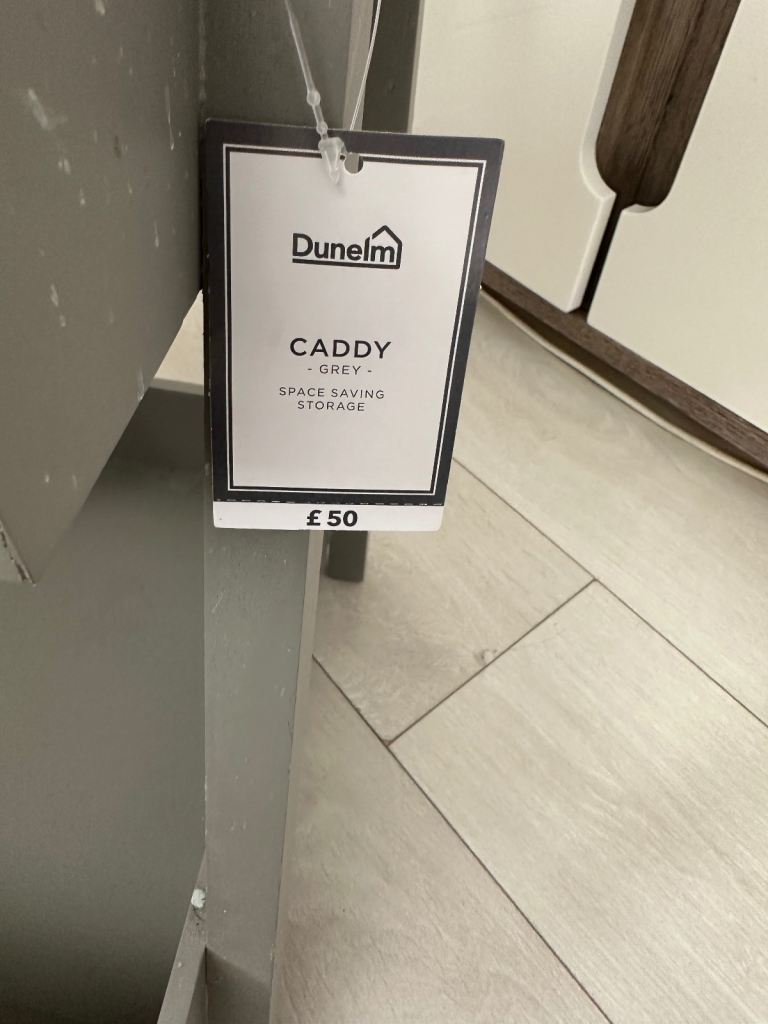 Dunelm
CADDY
- GREY -
SPACE SAVING
STORAGE
£50